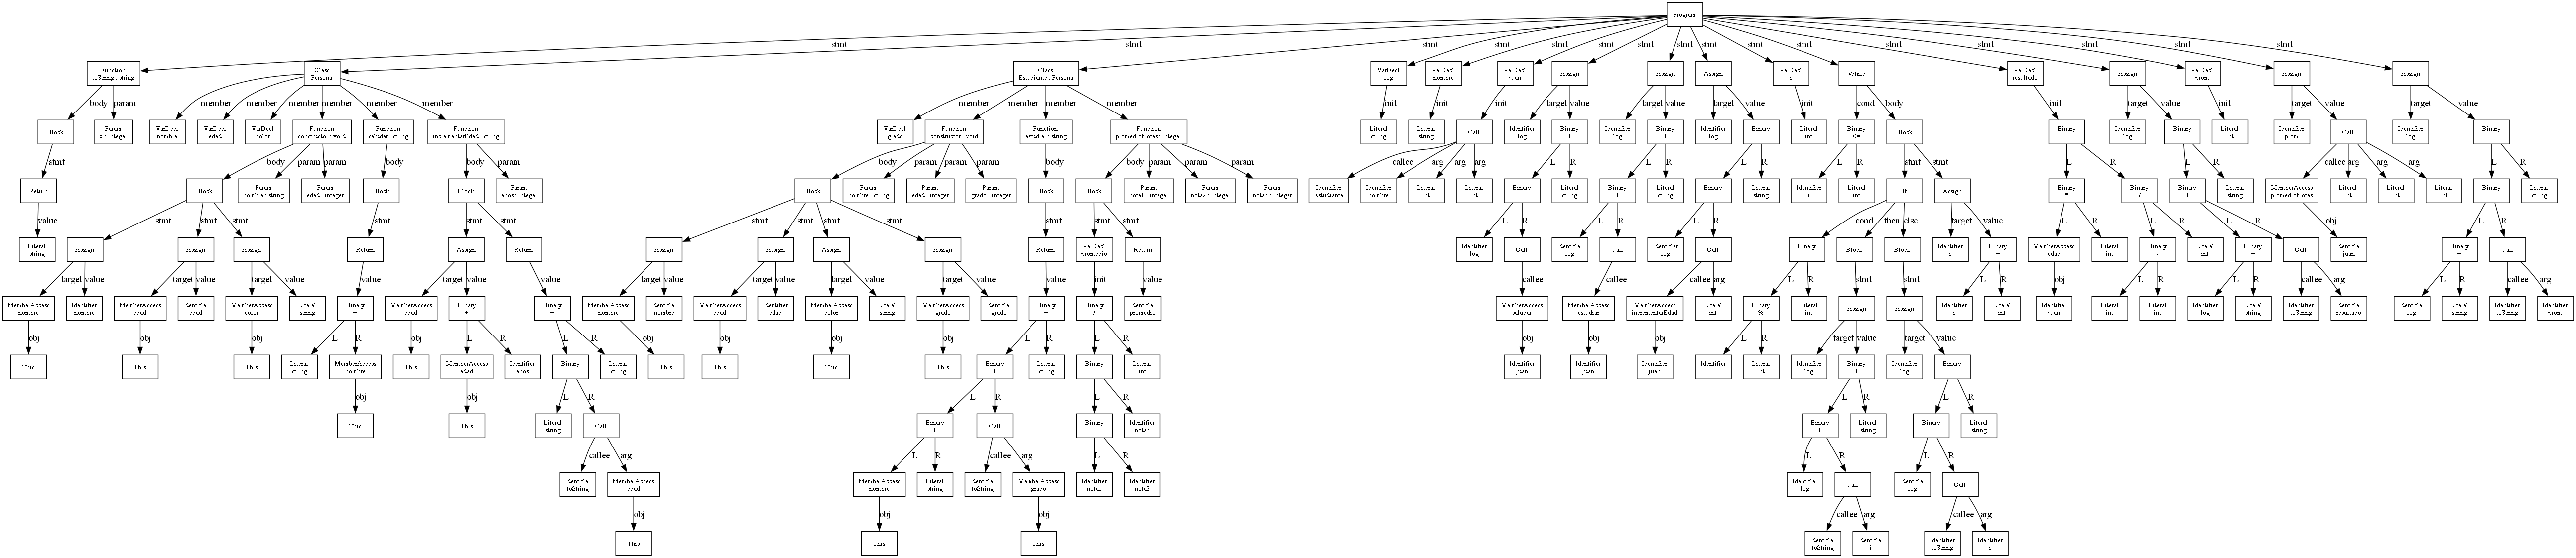 Program
stmt stmt stmt stmt stmt stmt stmt stmt stmt stmt stmt stmt stmt stmt stmt stmt
Function
toString : string
Class
Persona
Class
Estudiante : Persona
VarDecl
log
VarDecl
nombre
VarDecl
juan
Assign
Assign
Assign
VarDecl
i
While
VarDecl
resultado
Assign
VarDecl
prom
Assign
Assign
body param member member member member member member member member member member init init init target value target value target value init cond body init target value init target value target value
Block
Param
x : integer
VarDecl
nombre
VarDecl
edad
VarDecl
color
Function
constructor : void
Function
saludar : string
Function
incrementarEdad : string
VarDecl
grado
Function
constructor : void
Function
estudiar : string
Function
promedioNotas : integer
Literal
string
Literal
string
Call
Identifier
log
Binary
+
Identifier
log
Binary
+
Identifier
log
Binary
+
Literal
int
Binary
<=
Block
Binary
+
Identifier
log
Binary
+
Literal
int
Identifier
prom
Call
Identifier
log
Binary
+
stmt body param param body body param body param param param body body param param param callee arg arg arg L R L R L R L R stmt stmt L R L R callee arg arg arg L R
Return
Block
Param
nombre : string
Param
edad : integer
Block
Block
Param
anos : integer
Block
Param
nombre : string
Param
edad : integer
Param
grado : integer
Block
Block
Param
nota1 : integer
Param
nota2 : integer
Param
nota3 : integer
Identifier
Estudiante
Identifier
nombre
Literal
int
Literal
int
Binary
+
Literal
string
Binary
+
Literal
string
Binary
+
Literal
string
Identifier
i
Literal
int
If
Assign
Binary
*
Binary
/
Binary
+
Literal
string
MemberAccess
promedioNotas
Literal
int
Literal
int
Literal
int
Binary
+
Literal
string
value stmt stmt stmt stmt stmt stmt stmt stmt stmt stmt stmt stmt stmt L R L R L R cond then else target value L R L R L R obj L R
Literal
string
Assign
Assign
Assign
Return
Assign
Return
Assign
Assign
Assign
Assign
Return
VarDecl
promedio
Return
Identifier
log
Call
Identifier
log
Call
Identifier
log
Call
Binary
==
Block
Block
Identifier
i
Binary
+
MemberAccess
edad
Literal
int
Binary
-
Literal
int
Binary
+
Call
Identifier
juan
Binary
+
Call
target value target value target value value target value value target value target value target value target value value init value callee callee callee arg L R stmt stmt L R obj L R L R callee arg L R callee arg
MemberAccess
nombre
Identifier
nombre
MemberAccess
edad
Identifier
edad
MemberAccess
color
Literal
string
Binary
+
MemberAccess
edad
Binary
+
Binary
+
MemberAccess
nombre
Identifier
nombre
MemberAccess
edad
Identifier
edad
MemberAccess
color
Literal
string
MemberAccess
grado
Identifier
grado
Binary
+
Binary
/
Identifier
promedio
MemberAccess
saludar
MemberAccess
estudiar
MemberAccess
incrementarEdad
Literal
int
Binary
%
Literal
int
Assign
Assign
Identifier
i
Literal
int
Identifier
juan
Literal
int
Literal
int
Identifier
log
Literal
string
Identifier
toString
Identifier
resultado
Identifier
log
Literal
string
Identifier
toString
Identifier
prom
obj obj obj L R obj L R L R obj obj obj obj L R L R obj obj obj L R target value target value
This
This
This
Literal
string
MemberAccess
nombre
This
MemberAccess
edad
Identifier
anos
Binary
+
Literal
string
This
This
This
This
Binary
+
Literal
string
Binary
+
Literal
int
Identifier
juan
Identifier
juan
Identifier
juan
Identifier
i
Literal
int
Identifier
log
Binary
+
Identifier
log
Binary
+
obj obj L R L R L R L R L R
This
This
Literal
string
Call
Binary
+
Call
Binary
+
Identifier
nota3
Binary
+
Literal
string
Binary
+
Literal
string
callee arg L R callee arg L R L R L R
Identifier
toString
MemberAccess
edad
MemberAccess
nombre
Literal
string
Identifier
toString
MemberAccess
grado
Identifier
nota1
Identifier
nota2
Identifier
log
Call
Identifier
log
Call
obj obj obj callee arg callee arg
This
This
This
Identifier
toString
Identifier
i
Identifier
toString
Identifier
i